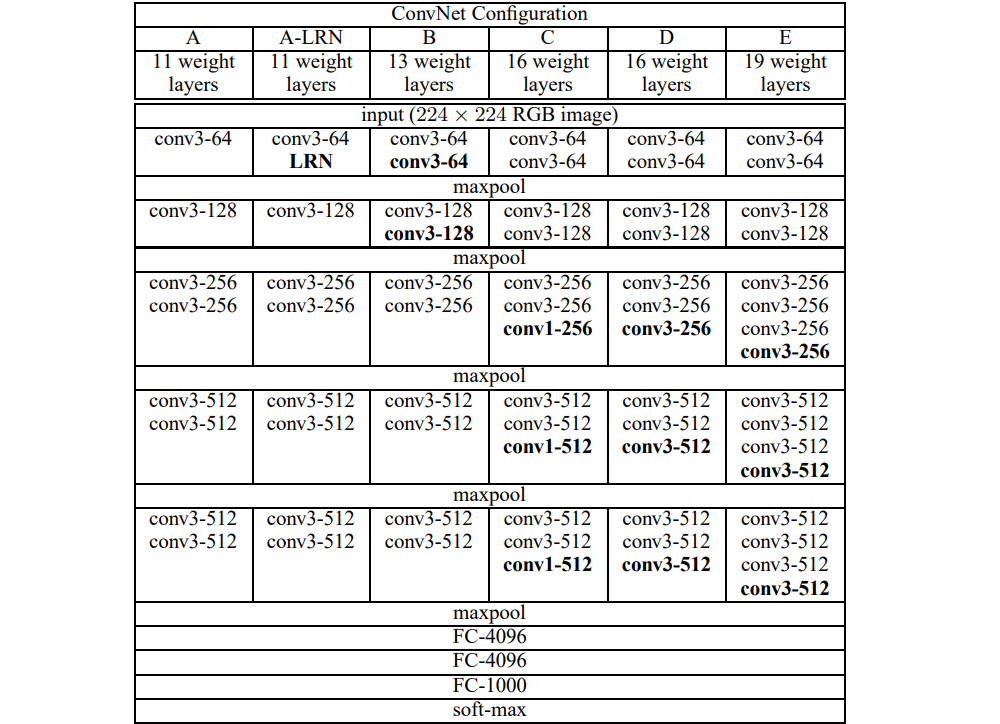 ConvNet Configuration
A A-LRN B C D E
11 weight 11 weight 13 weight 16 weight 16 weight 19 weight
layers layers layers layers layers layers
input (224 × 224 RGB image)
conv3-64 conv3-64 conv3-64 conv3-64 conv3-64 conv3-64
LRN conv3-64 conv3-64 conv3-64 conv3-64
maxpool
conv3-128 conv3-128 conv3-128 conv3-128 conv3-128 conv3-128
conv3-128 conv3-128 conv3-128 conv3-128
maxpool
conv3-256 conv3-256 conv3-256 conv3-256 conv3-256 conv3-256
conv3-256 conv3-256 conv3-256 conv3-256 conv3-256 conv3-256
conv1-256 conv3-256 conv3-256
conv3-256
maxpool
conv3-512 conv3-512 conv3-512 conv3-512 conv3-512 conv3-512
conv3-512 conv3-512 conv3-512 conv3-512 conv3-512 conv3-512
conv1-512 conv3-512 conv3-512
conv3-512
maxpool
conv3-512 conv3-512 conv3-512 conv3-512 conv3-512 conv3-512
conv3-512 conv3-512 conv3-512 conv3-512 conv3-512 conv3-512
conv1-512 conv3-512 conv3-512
conv3-512
maxpool
FC-4096
FC-4096
FC-1000
soft-max